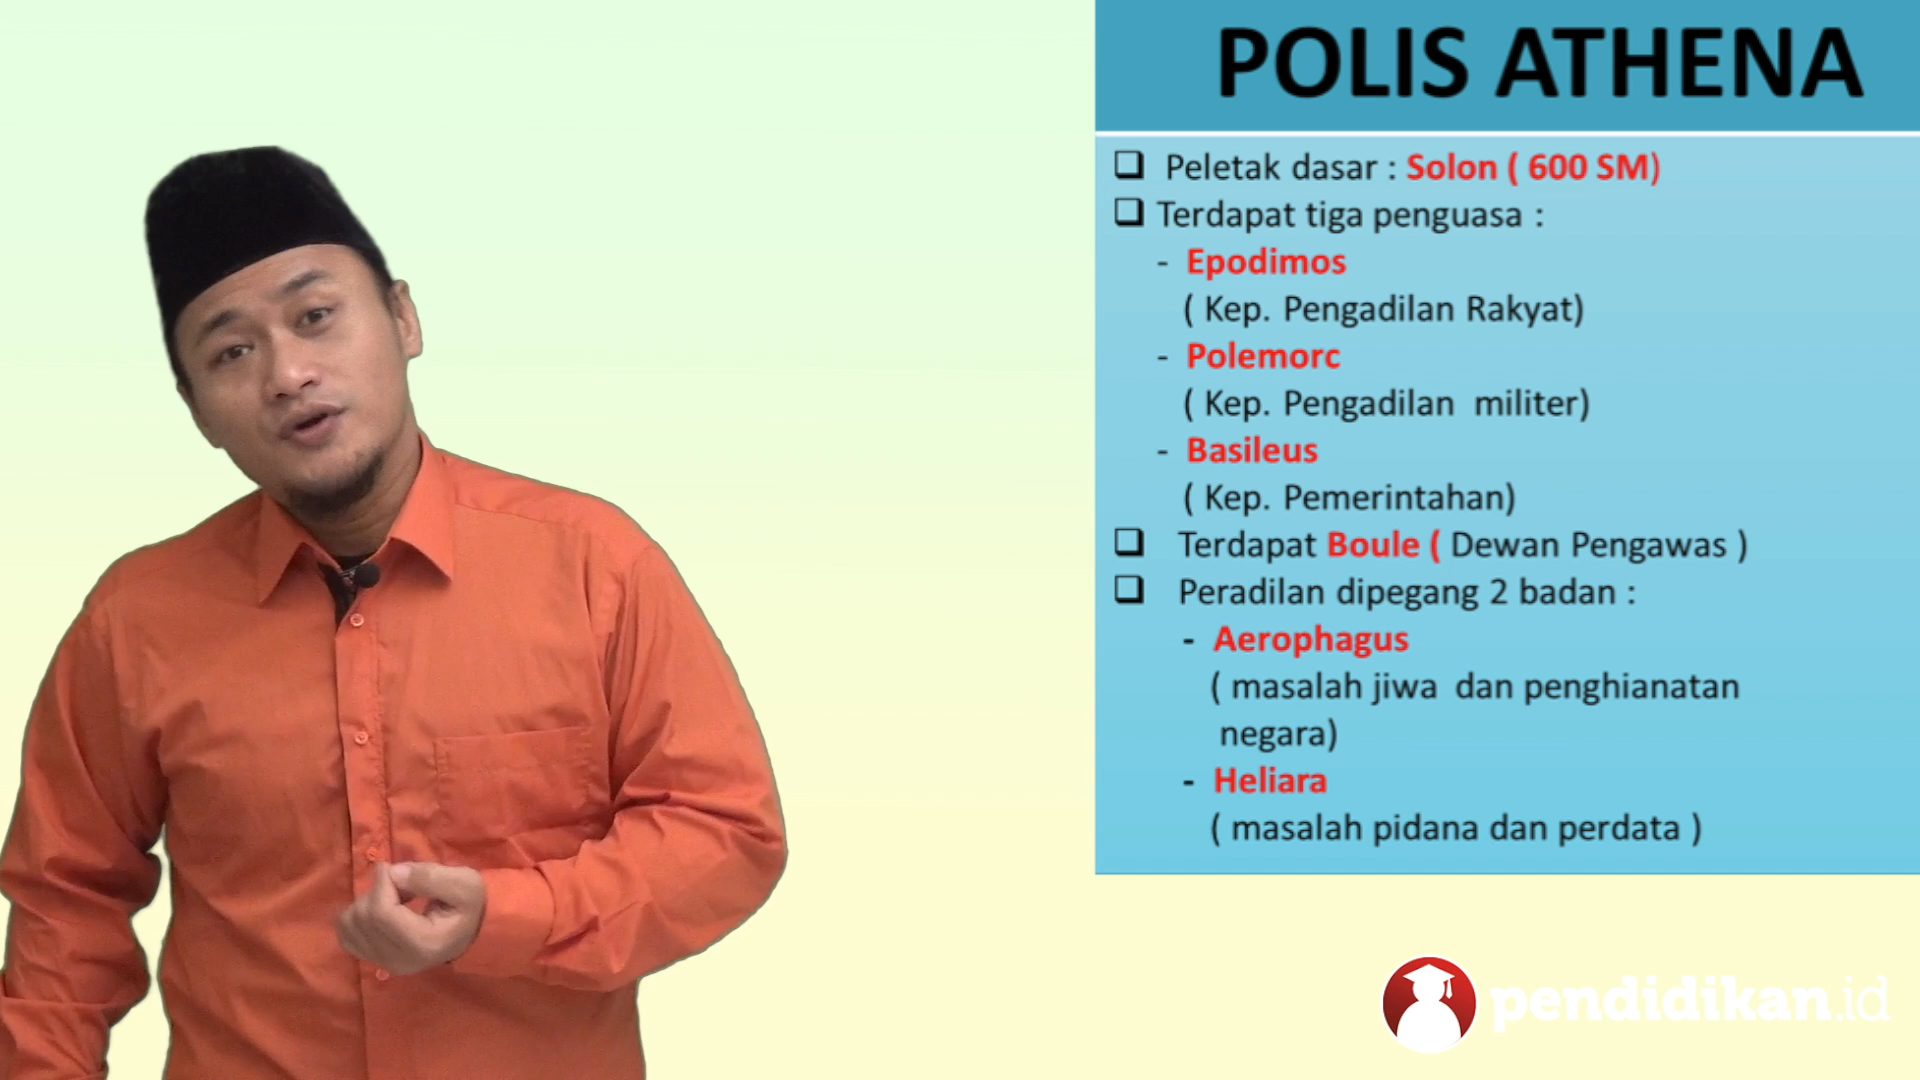 POLIS ATHENA
Peletak dasar : Solon ( 600 SM)
Terdapat tiga penguasa :
- Epodimos
( Kep. Pengadilan Rakyat)
- Polemorc
( Kep. Pengadilan militer)
- Basileus
( Kep. Pemerintahan)
Terdapat Boule ( Dewan Pengawas )
Peradilan dipegang 2 badan :
- Aerophagus
( masalah jiwa dan penghianatan
negara)
- Heliara
( masalah pidana dan perdata )
pendidikan.id